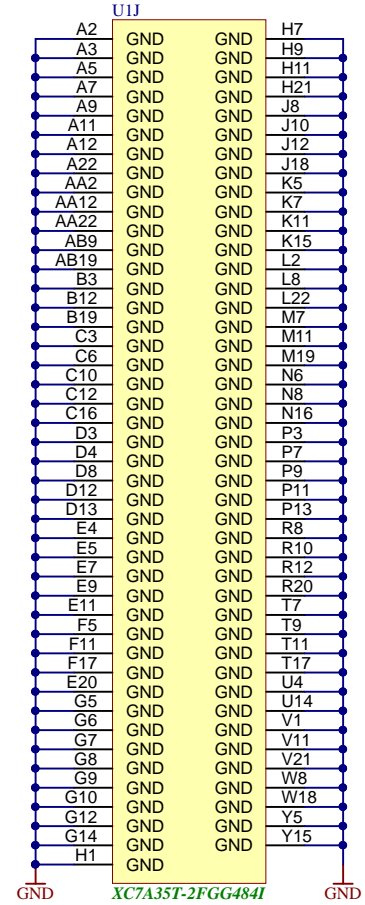 U1J
A2 GND GND H7
A3 GND GND H9
A5 GND GND H11
A7 GND GND H21
A9 GND GND J8
A11 GND GND J10
A12 GND GND J12
A22 GND GND J18
AA2 GND GND K5
AA12 GND GND K7
AA22 GND GND K11
AB9 GND GND K15
AB19 GND GND L2
B3 GND GND L8
B12 GND GND L22
B19 GND GND M7
C3 GND GND M11
C6 GND GND M19
C10 GND GND N6
C12 GND GND N8
C16 GND GND N16
D3 GND GND P3
D4 GND GND P7
D8 GND GND P9
D12 GND GND P11
D13 GND GND P13
E4 GND GND R8
E5 GND GND R10
E7 GND GND R12
E9 GND GND R20
E11 GND GND T7
F5 GND GND T9
F11 GND GND T11
F17 GND GND T17
E20 GND GND U4
G5 GND GND U14
G6 GND GND V1
G7 GND GND V11
G8 GND GND V21
G9 GND GND W8
G10 GND GND W18
G12 GND GND Y5
G14 GND GND Y15
H1 GND
GND XC7A35T-2FGG484I GND